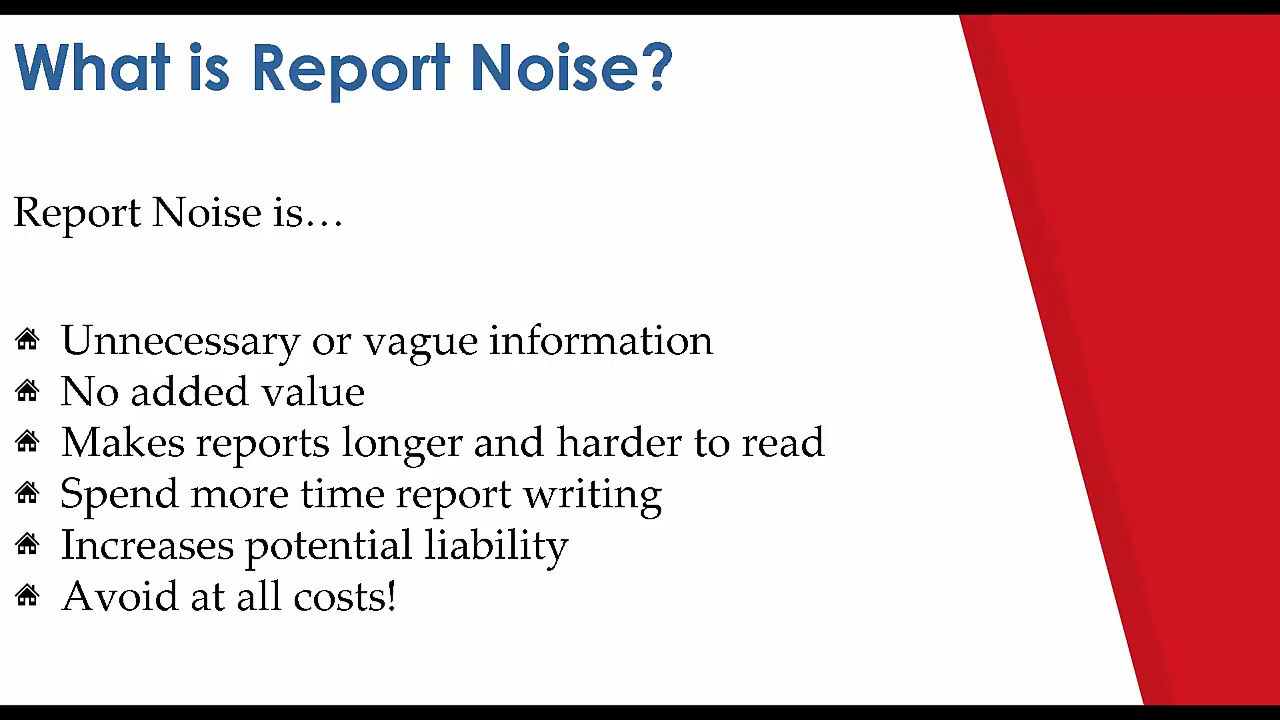 What is Report Noise?
Report Noise is…
Unnecessary or vague information
No added value
Makes reports longer and harder to read
Spend more time report writing
Increases potential liability
Avoid at all costs!